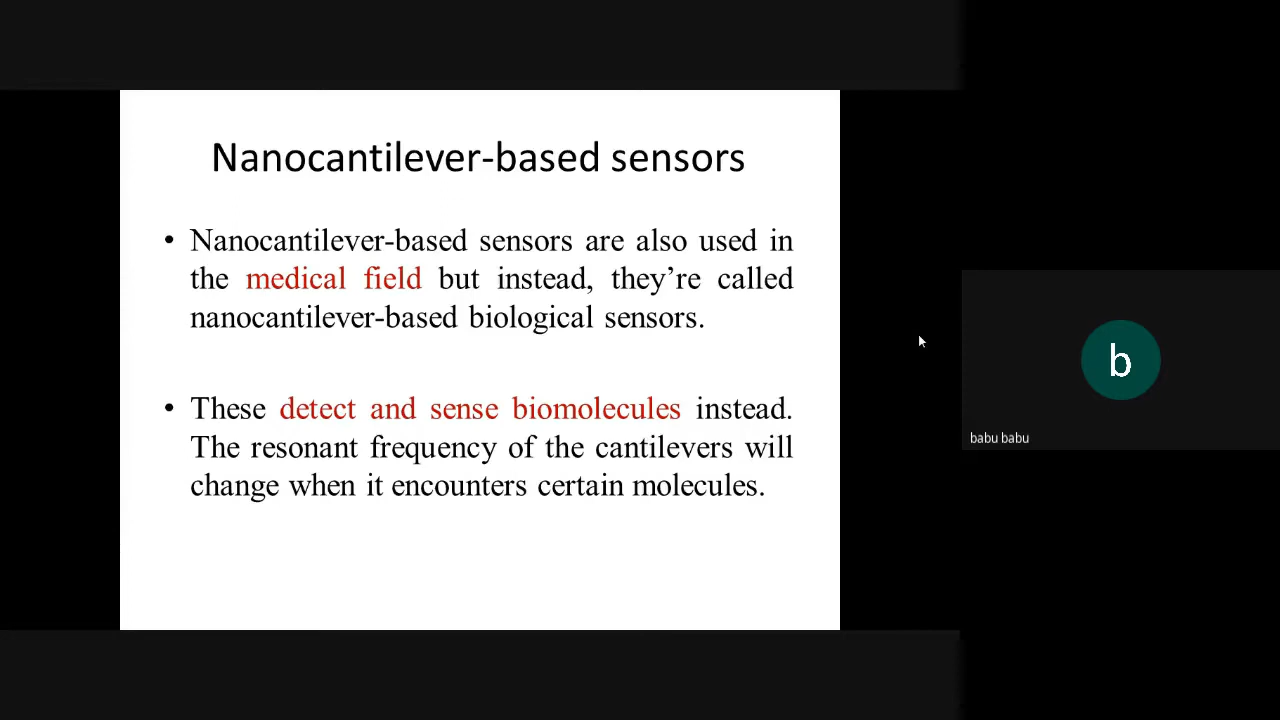 Nanocantilever-based sensors
• Nanocantilever-based sensors are also used in
the medical field but instead, they’re called
nanocantilever-based biological sensors.
• These detect and sense biomolecules instead.
The resonant frequency of the cantilevers will
change when it encounters certain molecules.
b
babu babu